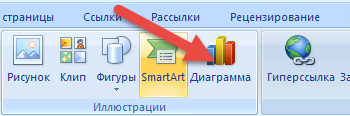 страницы Ссылки Рассылки Рецензирование
Рисунок Клип Фигуры SmartArt Диаграмма Гиперссылка
Иллюстрации